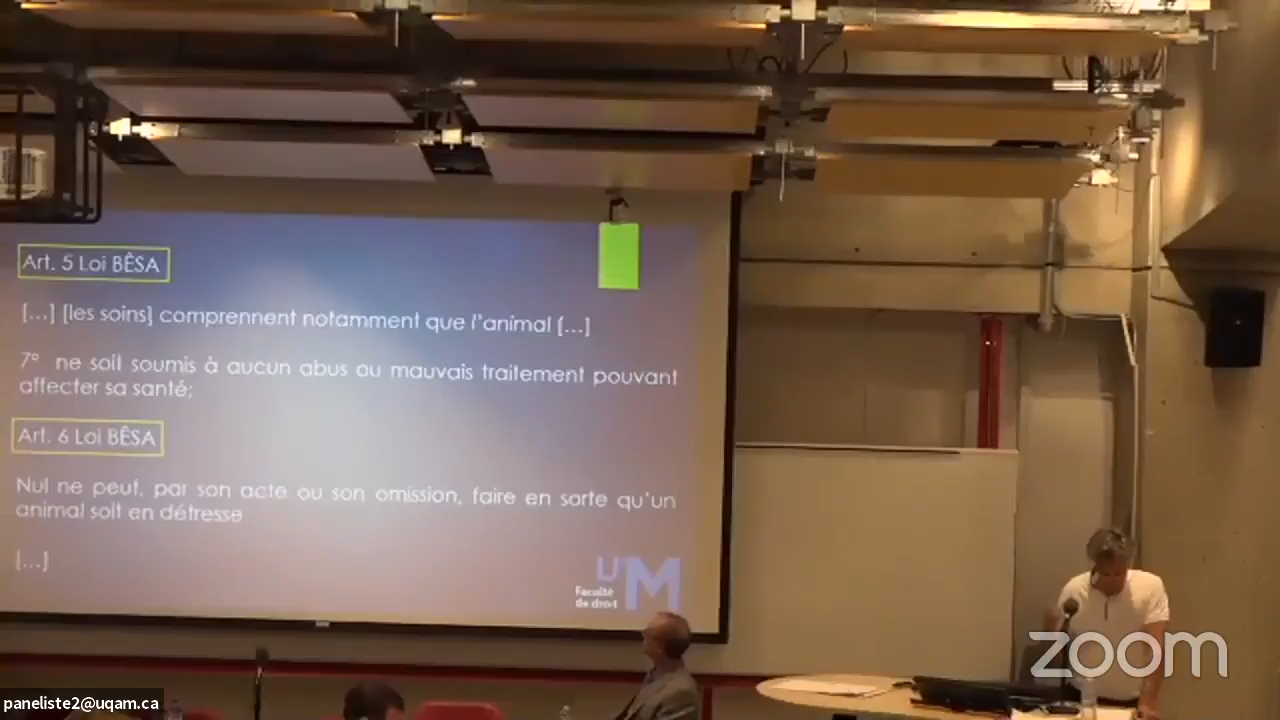 Art. 5 Loi BÊSA
[...] [les soins] comprennent notamment que l'animal [...]
7° ne soit soumis à aucun abus ou mauvais traitement pouvant
affecter sa santé;
Art. 6 Loi BÊSA
Nul ne peut, par son acte ou son omission, faire en sorte qu'un
animal soit en détresse
[...]
UM
Faculté
de droit
zoom
paneliste2@uqam.ca